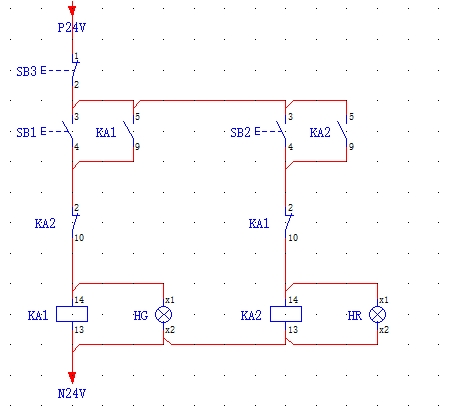 P24V
1
SB3
2
3 5 3 5
SB1 KA1 SB2 KA2
4 9 4 9
2 2
KA2 KA1
10 10
14 x1 14 x1
KA1 HG KA2 HR
13 x2 13 x2
N24V